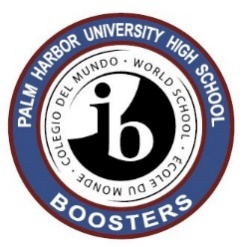 PALM HARBOR UNIVERSITY HIGH SCHOOL
COLEGIO DEL MUNDO · WORLD SCHOOL · ECOLE DU MONDE ·
ib
BOOSTERS